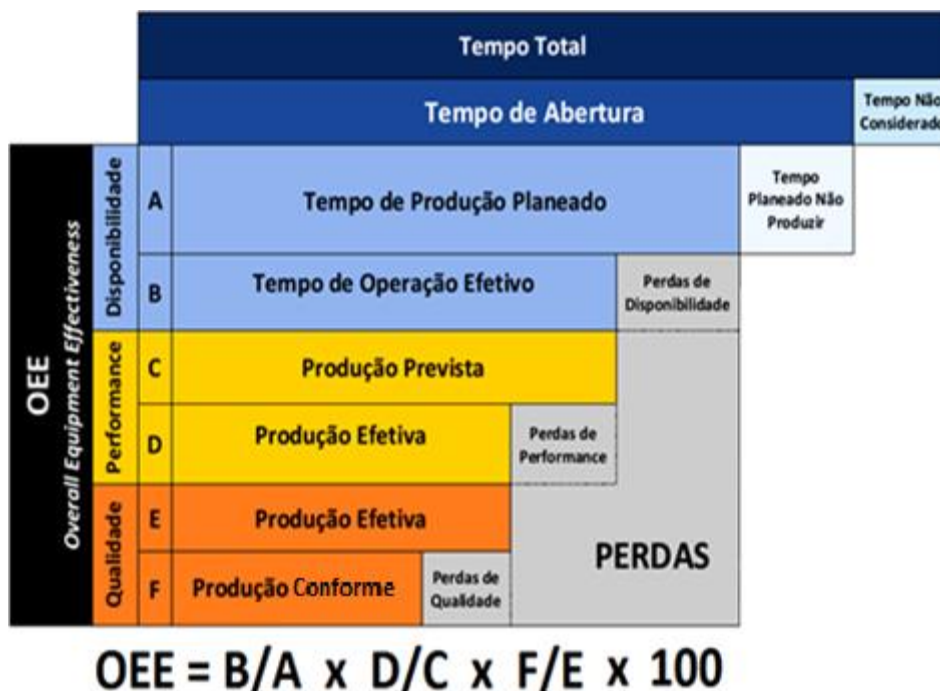 Tempo Total
Tempo de Abertura
Tempo Não
Considerado
OEE
Overall Equipment Effectiveness
Disponibilidade
A
Tempo de Produção Planeado
Tempo
Planeado Não
Produzir
B
Tempo de Operação Efetivo
Perdas de
Disponibilidade
Performance
C
Produção Prevista
D
Produção Efetiva
Perdas de
Performance
Qualidade
E
Produção Efetiva
F
Produção Conforme
Perdas de
Qualidade
PERDAS
OEE = B/A x D/C x F/E x 100